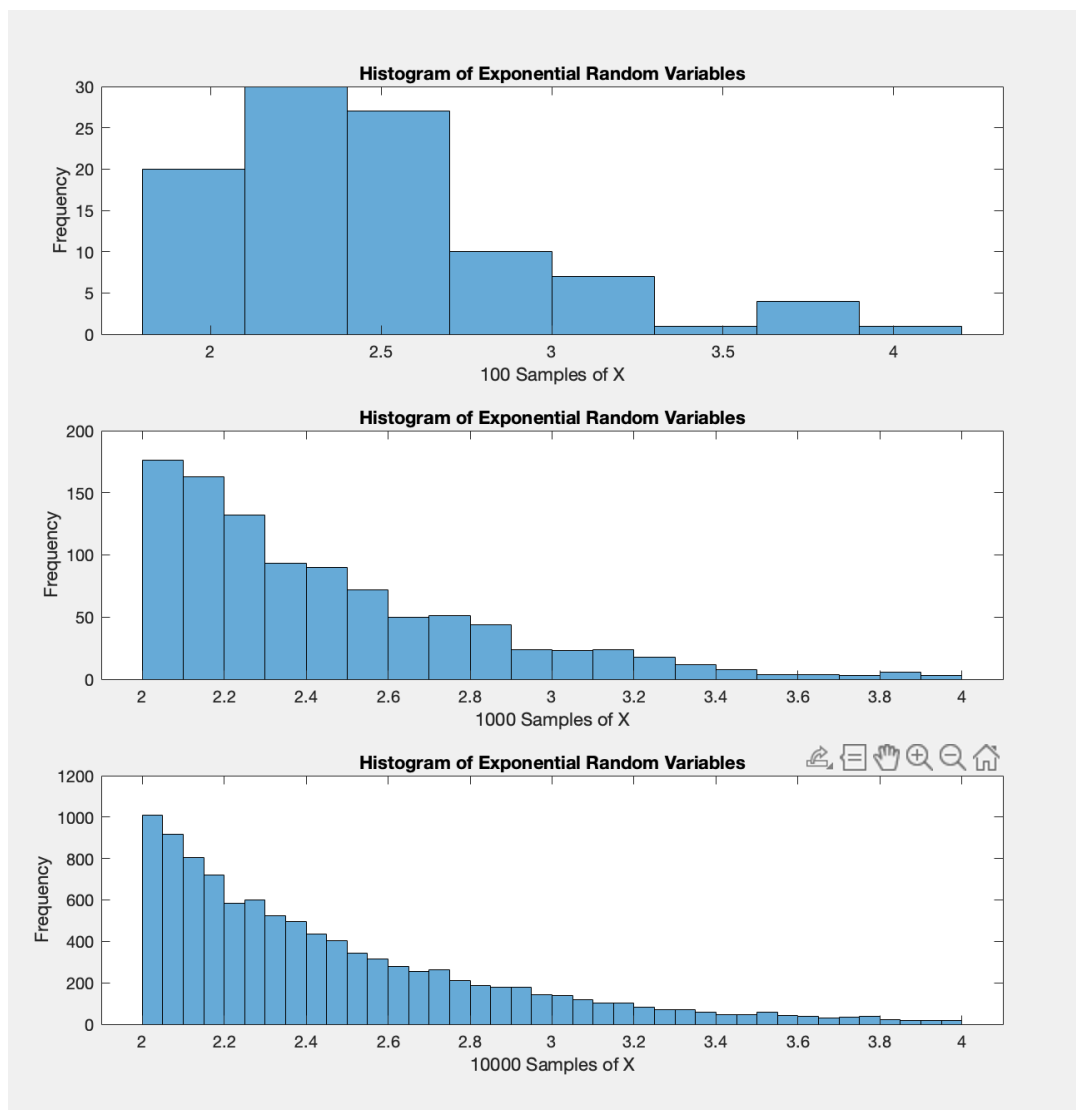 Histogram of Exponential Random Variables
30
25
20
15
10
5
0
Frequency
2 2.5 3 3.5 4
100 Samples of X
Histogram of Exponential Random Variables
200
150
100
50
0
Frequency
2 2.2 2.4 2.6 2.8 3 3.2 3.4 3.6 3.8 4
1000 Samples of X
Histogram of Exponential Random Variables
1200
1000
800
600
400
200
0
Frequency
2 2.2 2.4 2.6 2.8 3 3.2 3.4 3.6 3.8 4
10000 Samples of X